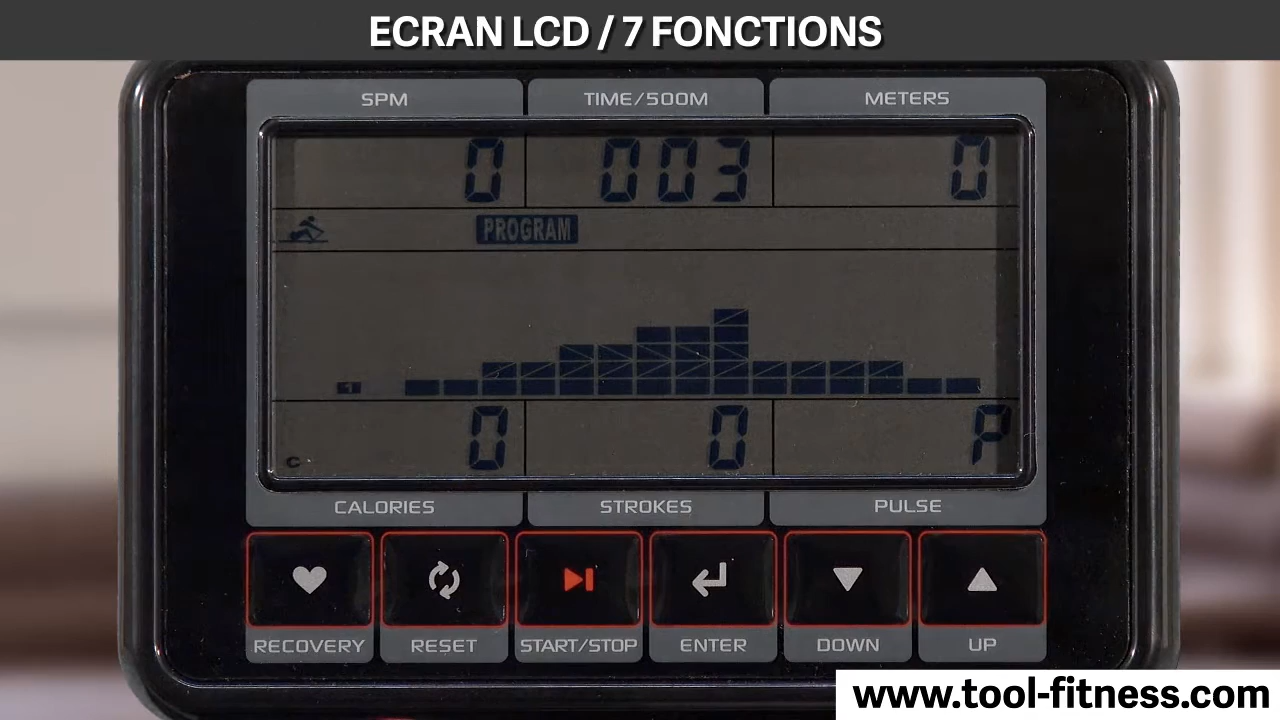 ECRAN LCD / 7 FONCTIONS
SPM TIME/500M METERS
0 003 0
PROGRAM
1
0 0 P
C
CALORIES STROKES PULSE
RECOVERY RESET START/STOP ENTER DOWN UP
www.tool-fitness.com